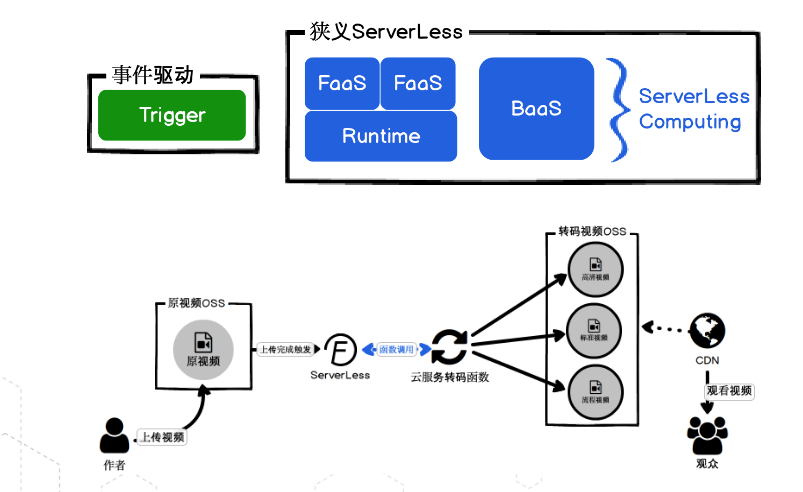 狭义ServerLess
事件驱动
Trigger
FaaS
FaaS
Runtime
BaaS
ServerLess
Computing
转码视频OSS
高清视频
原视频OSS
原视频
上传完成触发
ServerLess
函数调用
云服务转码函数
标准视频
CDN
流程视频
观看视频
上传视频
作者
观众